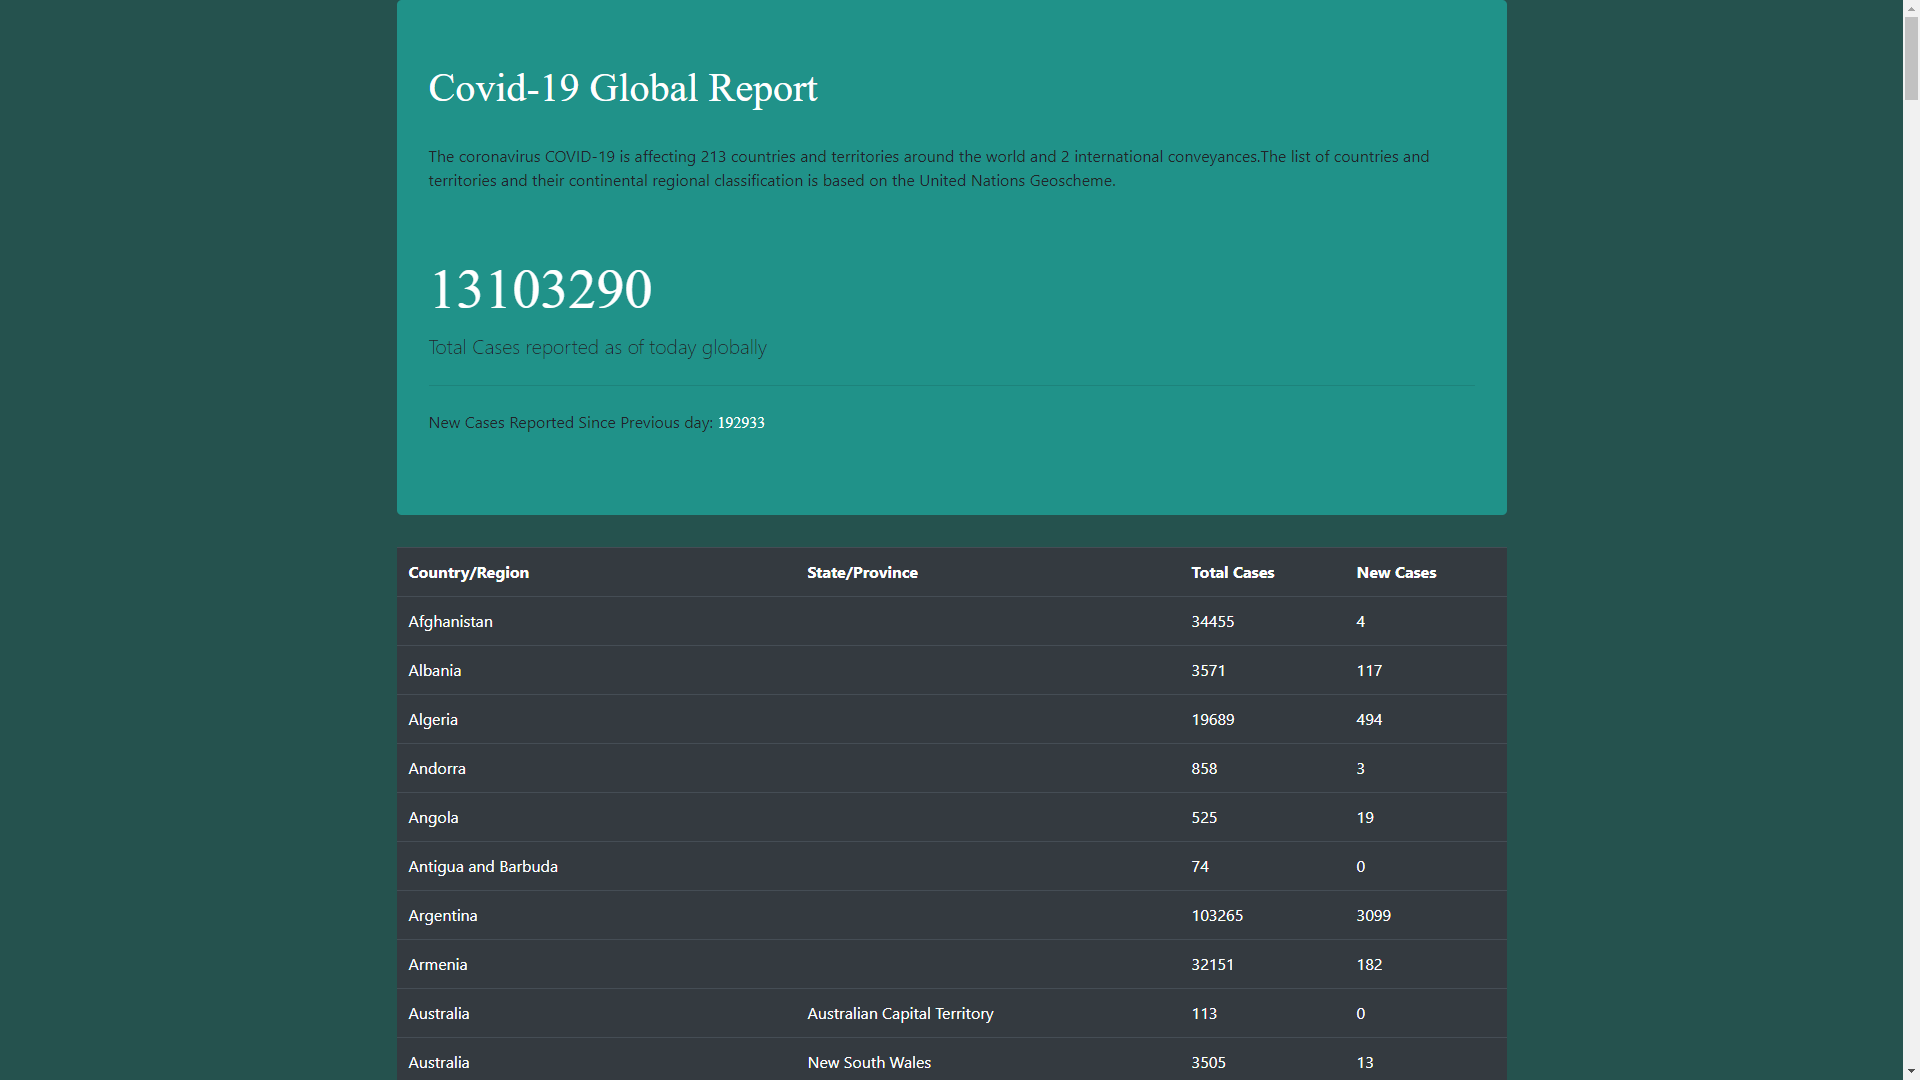 Covid-19 Global Report
The coronavirus COVID-19 is affecting 213 countries and territories around the world and 2 international conveyances.The list of countries and
territories and their continental regional classification is based on the United Nations Geoscheme.
13103290
Total Cases reported as of today globally
New Cases Reported Since Previous day: 192933
Country/Region State/Province Total Cases New Cases
Afghanistan 34455 4
Albania 3571 117
Algeria 19689 494
Andorra 858 3
Angola 525 19
Antigua and Barbuda 74 0
Argentina 103265 3099
Armenia 32151 182
Australia Australian Capital Territory 113 0
Australia New South Wales 3505 13